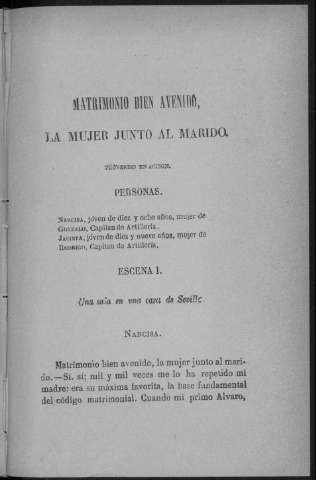 MATRIMONIO BIEN AVENIDO,
LA MUJER JUNTO AL MARIDO.
PROVERBIO EN ACCION.
PERSONAS.
NARCISA, jóven de diez y ocho años, mujer de
GONZALO, Capitan de Artillería.
JACINTA, jóven de diez y nueve años, mujer de
RODRIGO, Capitan de Artillería.
ESCENA I.
Una sala en una casa de Sevilla
NARCISA.
Matrimonio bien avenido, la mujer junto al mari-
do.—Sí, sí; mil y mil veces me lo ha repetido mi
madre: era su máxima favorita, la base fundamental
del código matrimonial. Cuando mi primo Alvaro,